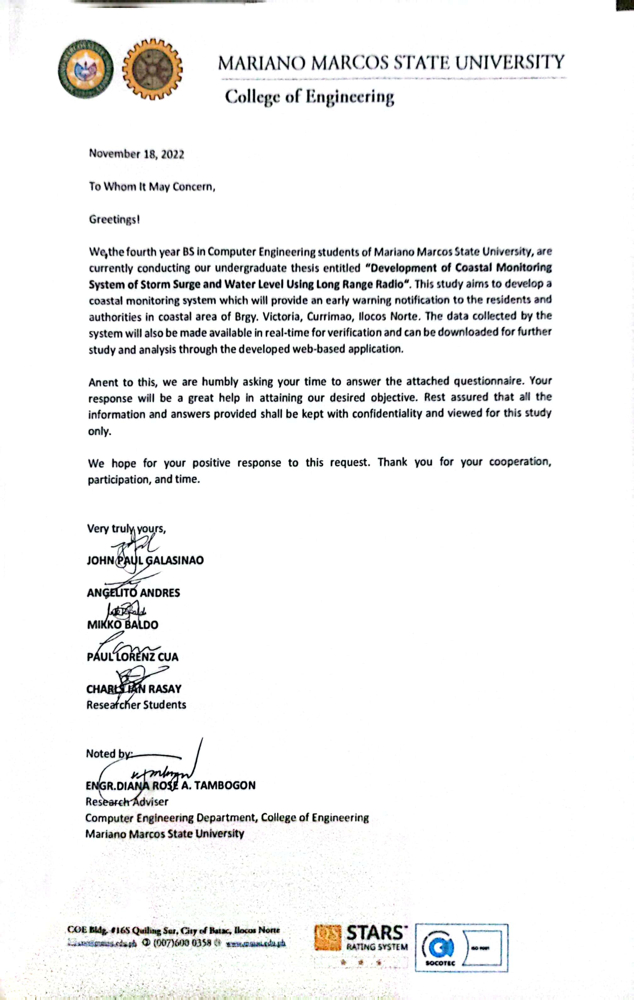 MARIANO MARCOS STATE UNIVERSITY
College of Engineering
November 18, 2022
To Whom It May Concern,
Greetings!
We,the fourth year BS in Computer Engineering students of Mariano Marcos State University, are
currently conducting our undergraduate thesis entitled "Development of Coastal Monitoring
System of Storm Surge and Water Level Using Long Range Radio". This study aims to develop a
coastal monitoring system which will provide an early warning notification to the residents and
authorities in coastal area of Brgy. Victoria, Currimao, Ilocos Norte. The data collected by the
system will also be made available in real-time for verification and can be downloaded for further
study and analysis through the developed web-based application.
Anent to this, we are humbly asking your time to answer the attached questionnaire. Your
response will be a great help in attaining our desired objective. Rest assured that all the
information and answers provided shall be kept with confidentiality and viewed for this study
only.
We hope for your positive response to this request. Thank you for your cooperation,
participation, and time.
Very truly yours,
JOHN PAUL GALASINAO
ANGELITO ANDRES
MIKKO BALDO
PAUL LORENZ CUA
CHARLS IAN RASAY
Researcher Students
Noted by:
ENGR.DIANA ROSE A. TAMBOGON
Research Adviser
Computer Engineering Department, College of Engineering
Mariano Marcos State University
COE Bldg. #16S Quiling Sur, City of Batac, Ilocos Norte
(007)600 0358 www.mmsu.edu.ph
QS STARS
RATING SYSTEM
SOCOTEC
ISO 9001